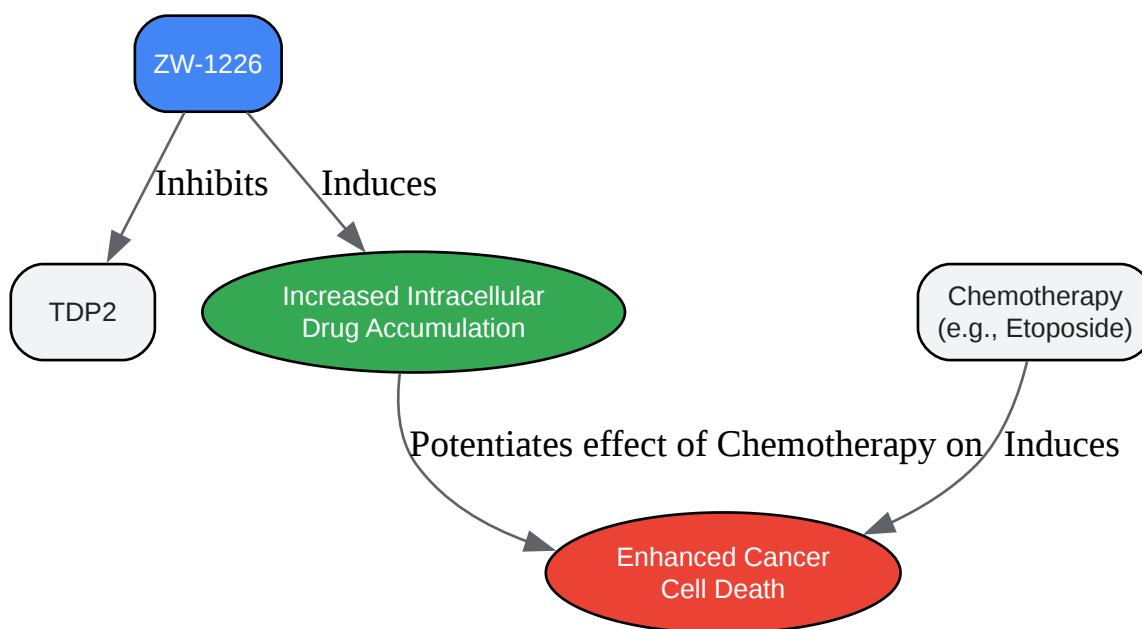 ZW-1226
Inhibits
Induces
TDP2
Increased Intracellular
Drug Accumulation
Chemotherapy
(e.g., Etoposide)
Potentiates effect of Chemotherapy on
Induces
Enhanced Cancer
Cell Death